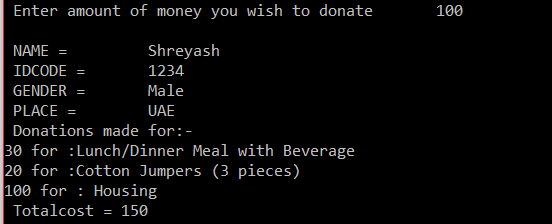 Enter amount of money you wish to donate 100
NAME = Shreyash
IDCODE = 1234
GENDER = Male
PLACE = UAE
Donations made for:-
30 for :Lunch/Dinner Meal with Beverage
20 for :Cotton Jumpers (3 pieces)
100 for : Housing
Totalcost = 150